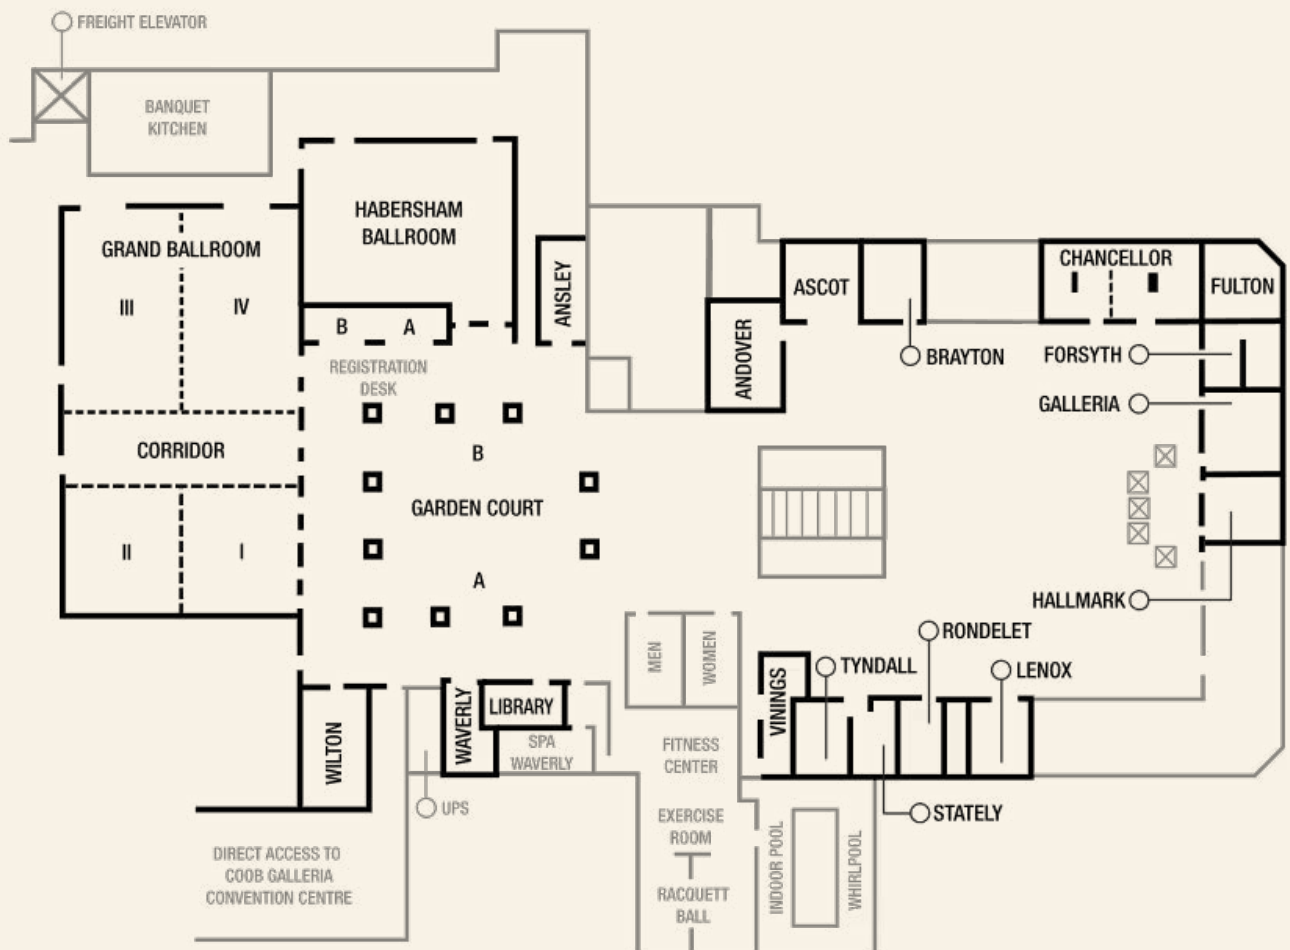 FREIGHT ELEVATOR
BANQUET
KITCHEN
HABERSHAM
BALLROOM
GRAND BALLROOM
III
IV
B
A
REGISTRATION
DESK
ANSLEY
ANDOVER
ASCOT
BRAYTON
CHANCELLOR
FULTON
FORSYTH
GALLERIA
CORRIDOR
B
GARDEN COURT
A
II
I
HALLMARK
RONDELET
TYNDALL
LENOX
MEN
WOMEN
VININGS
WILTON
WAVERLY
LIBRARY
SPA
WAVERLY
FITNESS
CENTER
UPS
STATELY
EXERCISE
ROOM
RACQUETT
BALL
INDOOR POOL
WHIRLPOOL
DIRECT ACCESS TO
COOB GALLERIA
CONVENTION CENTRE